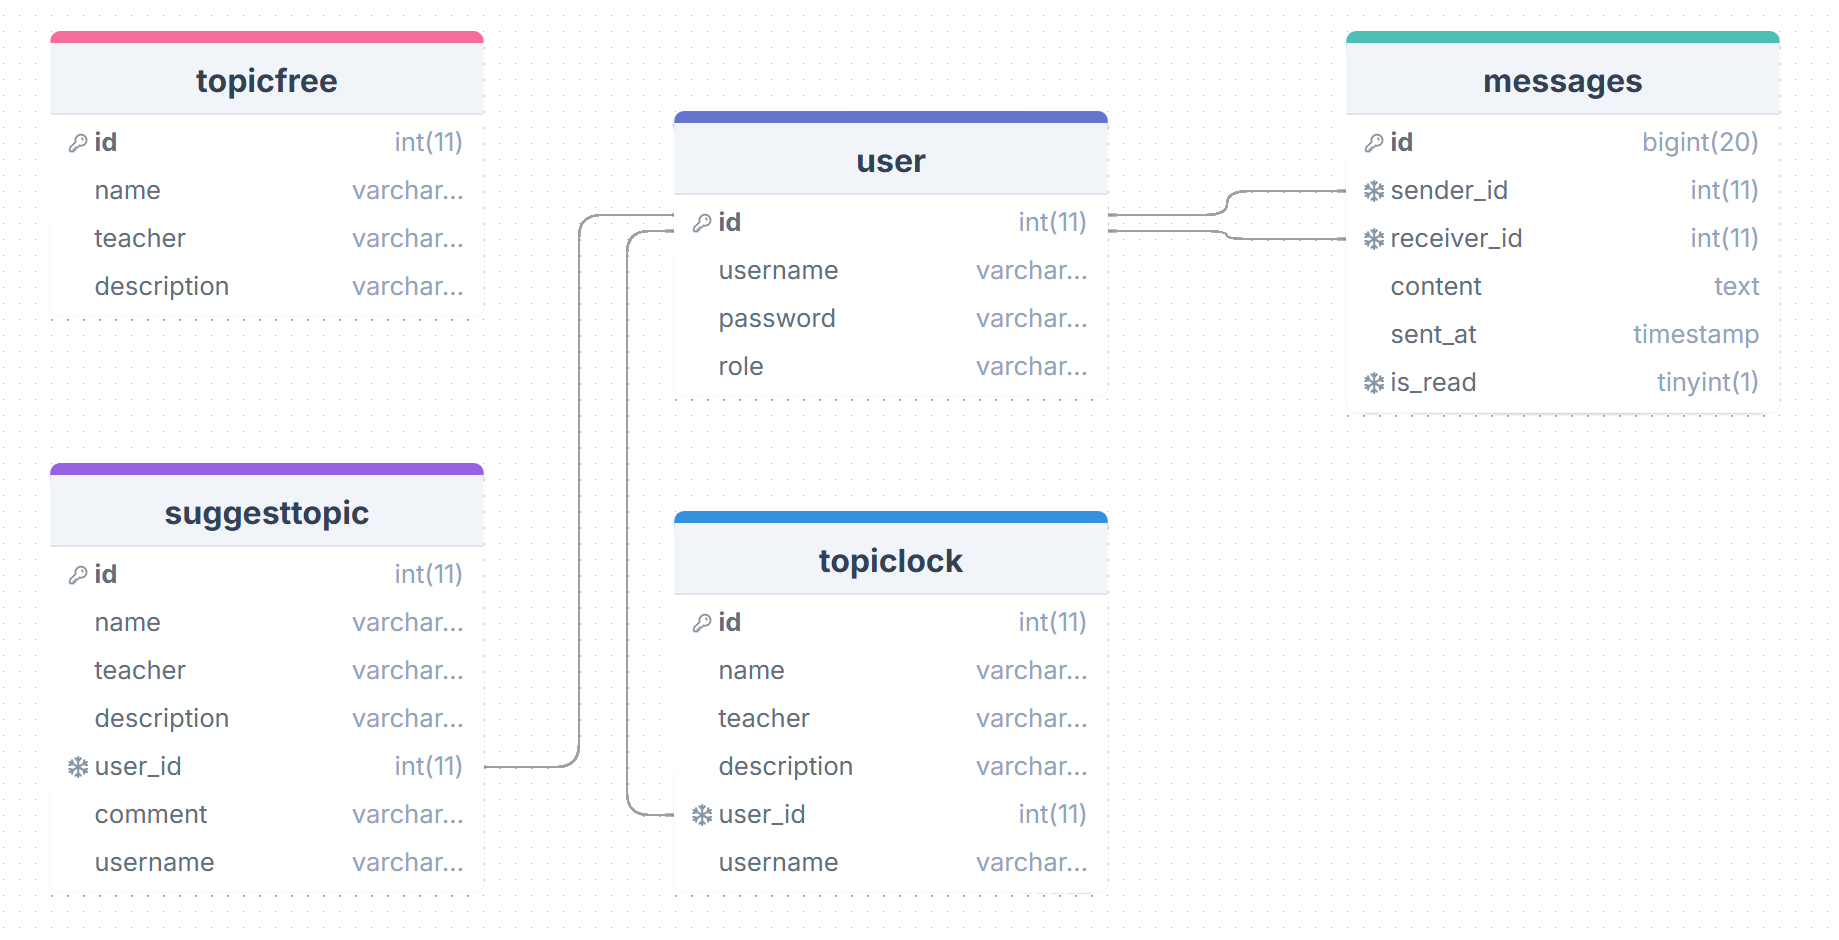 topicfree
id int(11)
name varchar...
teacher varchar...
description varchar...
user
id int(11)
username varchar...
password varchar...
role varchar...
messages
id bigint(20)
sender_id int(11)
receiver_id int(11)
content text
sent_at timestamp
is_read tinyint(1)
suggesttopic
id int(11)
name varchar...
teacher varchar...
description varchar...
user_id int(11)
comment varchar...
username varchar...
topiclock
id int(11)
name varchar...
teacher varchar...
description varchar...
user_id int(11)
username varchar...